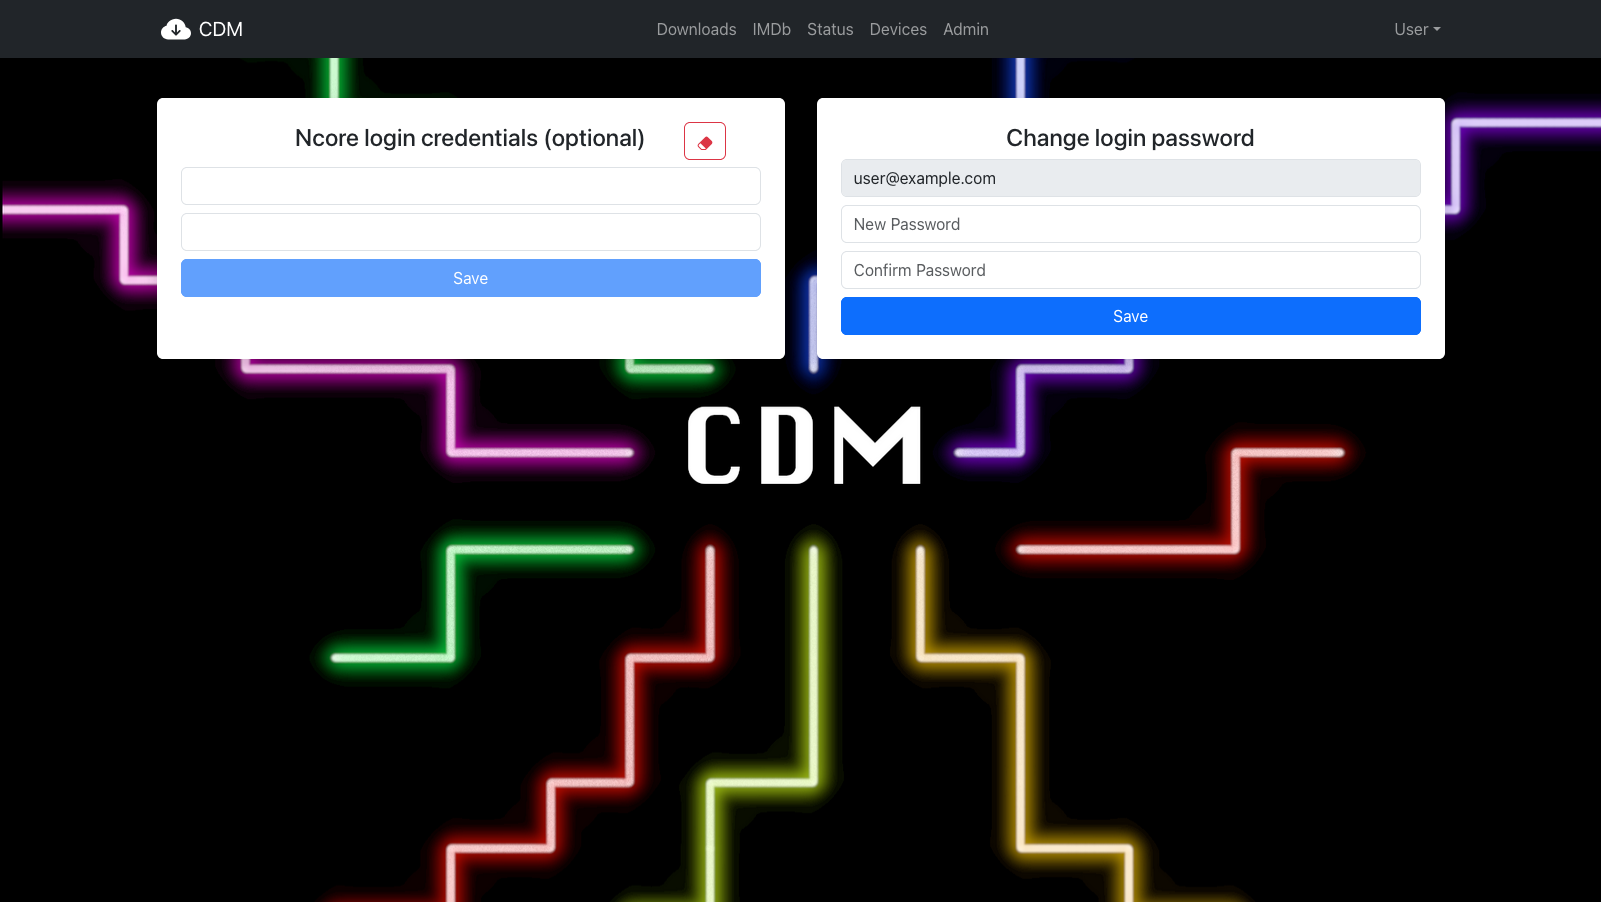 CDM
Downloads IMDb Status Devices Admin
User
Ncore login credentials (optional)
Save
Change login password
user@example.com
New Password
Confirm Password
Save
CDM